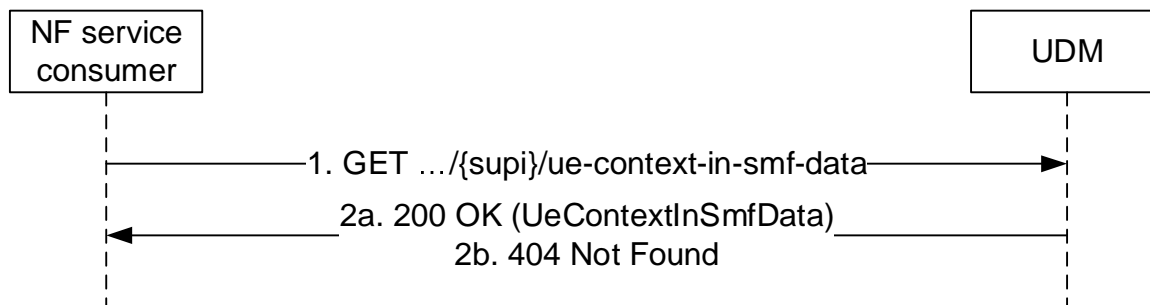 NF service
consumer
UDM
1. GET …/{supi}/ue-context-in-smf-data
2a. 200 OK (UeContextInSmfData)
2b. 404 Not Found